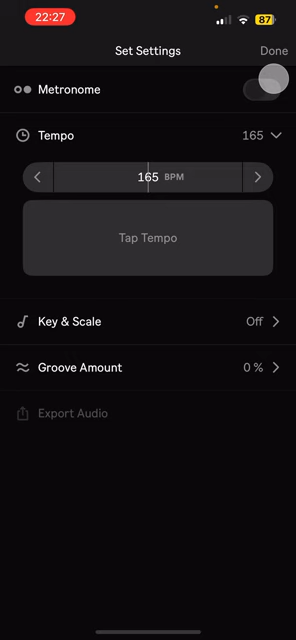 22:27
87
Set Settings
Done
Metronome
Tempo
165
165 BPM
Tap Tempo
Key & Scale
Off
Groove Amount
0 %
Export Audio